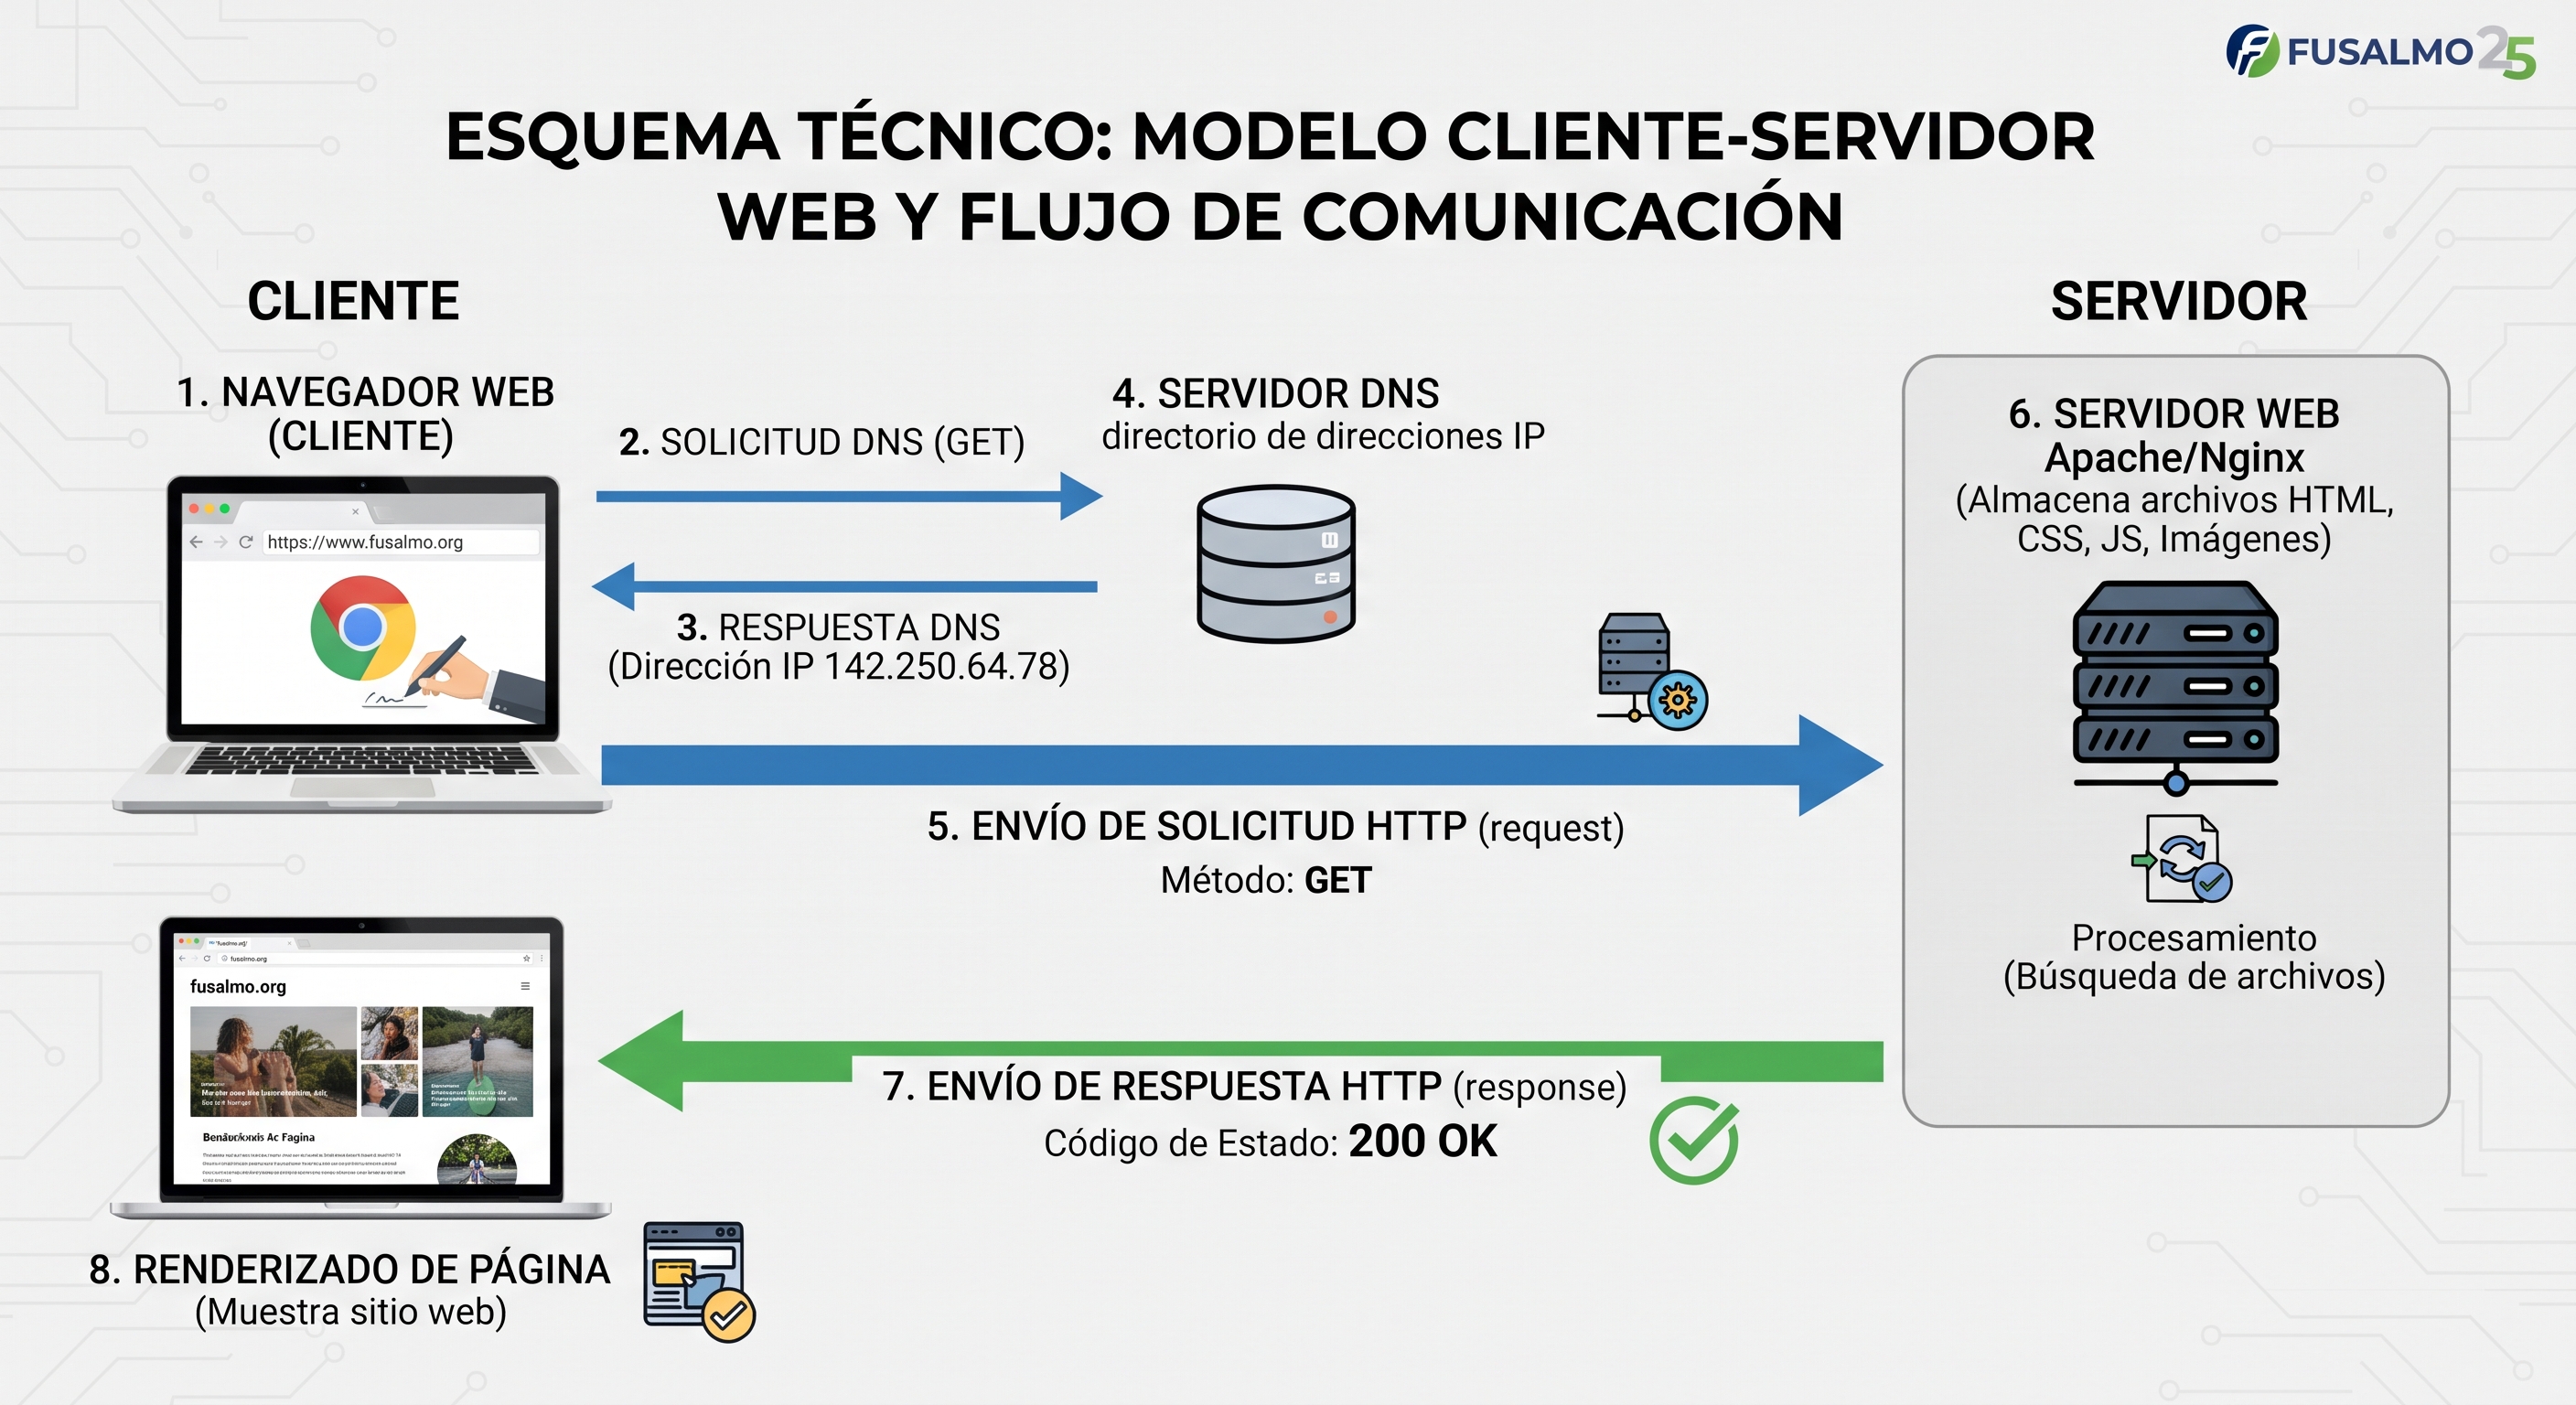 FUSALMO 25
ESQUEMA TÉCNICO: MODELO CLIENTE-SERVIDOR
WEB Y FLUJO DE COMUNICACIÓN
CLIENTE
SERVIDOR
1. NAVEGADOR WEB
(CLIENTE)
https://www.fusalmo.org
2. SOLICITUD DNS (GET)
3. RESPUESTA DNS
(Dirección IP 142.250.64.78)
4. SERVIDOR DNS
directorio de direcciones IP
5. ENVÍO DE SOLICITUD HTTP (request)
Método: GET
6. SERVIDOR WEB
Apache/Nginx
(Almacena archivos HTML,
CSS, JS, Imágenes)
Procesamiento
(Búsqueda de archivos)
7. ENVÍO DE RESPUESTA HTTP (response)
Código de Estado: 200 OK
fusalmo.org
8. RENDERIZADO DE PÁGINA
(Muestra sitio web)